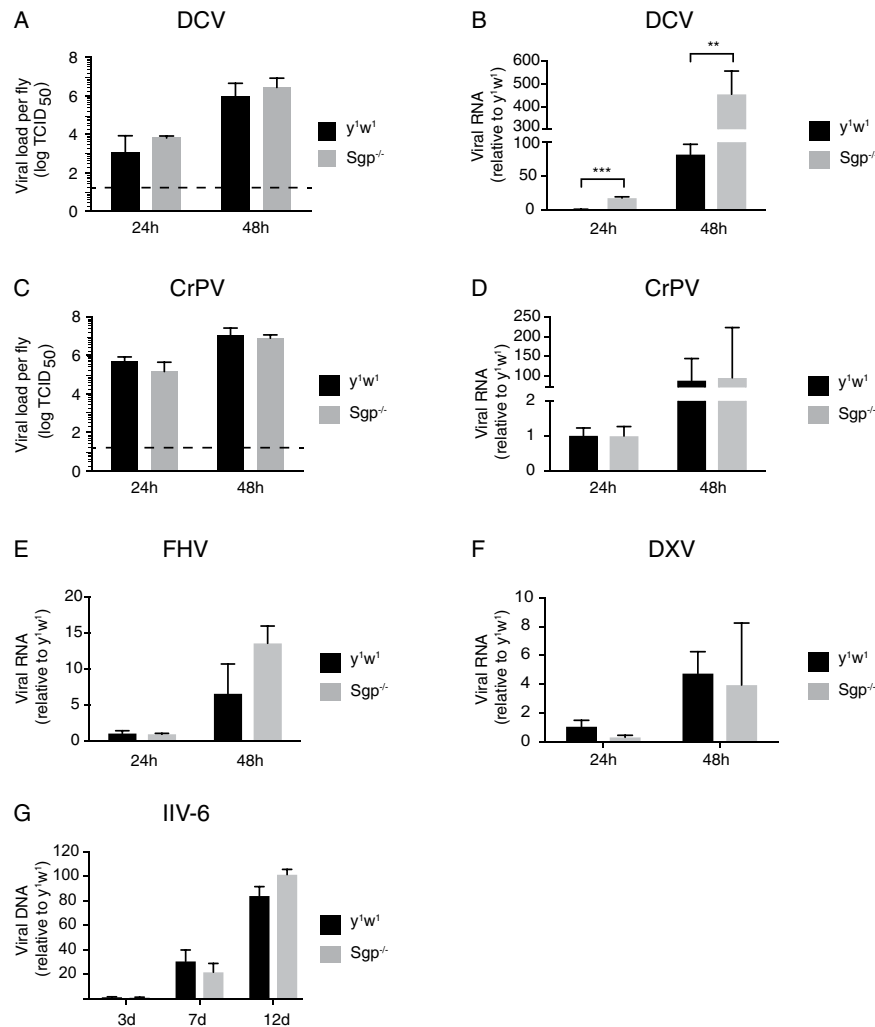 A DCV
Viral load per fly
(log TCID50)
8
6
4
2
0
24h 48h
y¹w¹
Sgp-/-
B DCV
Viral RNA
(relative to y¹w¹)
600
500
400
300
100
50
0
***
**
24h 48h
y¹w¹
Sgp-/-
C CrPV
Viral load per fly
(log TCID50)
8
6
4
2
0
24h 48h
y¹w¹
Sgp-/-
D CrPV
Viral RNA
(relative to y¹w¹)
250
200
150
100
2
1
0
24h 48h
y¹w¹
Sgp-/-
E FHV
Viral RNA
(relative to y¹w¹)
20
15
10
5
0
24h 48h
y¹w¹
Sgp-/-
F DXV
Viral RNA
(relative to y¹w¹)
10
8
6
4
2
0
24h 48h
y¹w¹
Sgp-/-
G IIV-6
Viral DNA
(relative to y¹w¹)
120
100
80
60
40
20
3d 7d 12d
y¹w¹
Sgp-/-